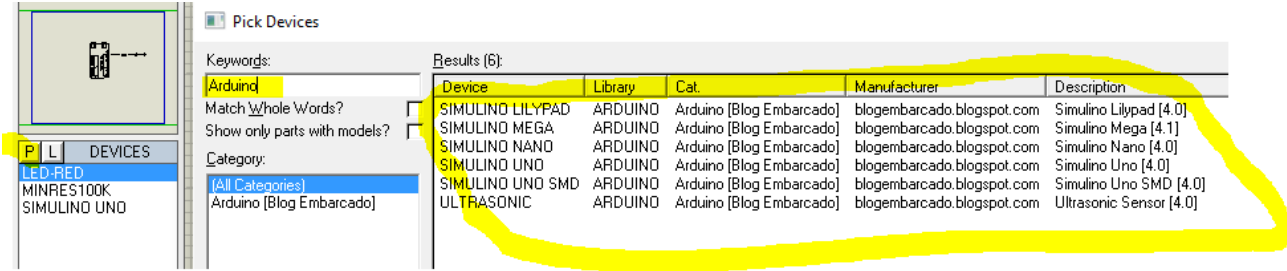 Pick Devices
Keywords:
Arduino
Match Whole Words?
Show only parts with models?
Category:
(All Categories)
Arduino [Blog Embarcado]
P L DEVICES
LED-RED
MINRES100K
SIMULINO UNO
Results (6):
Device Library Cat. Manufacturer Description
SIMULINO LILYPAD ARDUINO Arduino [Blog Embarcado] blogembarcado.blogspot.com Simulino Lilypad [4.0]
SIMULINO MEGA ARDUINO Arduino [Blog Embarcado] blogembarcado.blogspot.com Simulino Mega [4.1]
SIMULINO NANO ARDUINO Arduino [Blog Embarcado] blogembarcado.blogspot.com Simulino Nano [4.0]
SIMULINO UNO ARDUINO Arduino [Blog Embarcado] blogembarcado.blogspot.com Simulino Uno [4.0]
SIMULINO UNO SMD ARDUINO Arduino [Blog Embarcado] blogembarcado.blogspot.com Simulino Uno SMD [4.0]
ULTRASONIC ARDUINO Arduino [Blog Embarcado] blogembarcado.blogspot.com Ultrasonic Sensor [4.0]